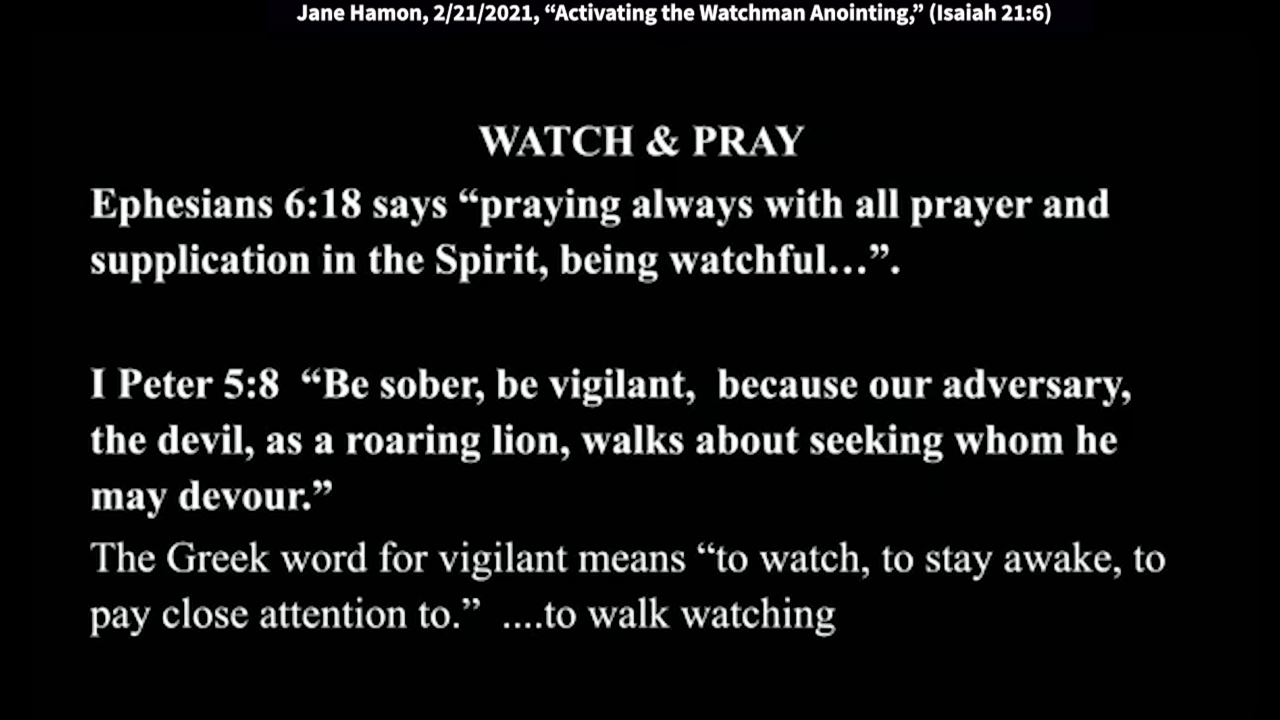 Jane Hamon, 2/21/2021, “Activating the Watchman Anointing,” (Isaiah 21:6)
WATCH & PRAY
Ephesians 6:18 says “praying always with all prayer and
supplication in the Spirit, being watchful…”.
I Peter 5:8  “Be sober, be vigilant,  because our adversary,
the devil, as a roaring lion, walks about seeking whom he
may devour.”
The Greek word for vigilant means “to watch, to stay awake, to
pay close attention to.”  ....to walk watching